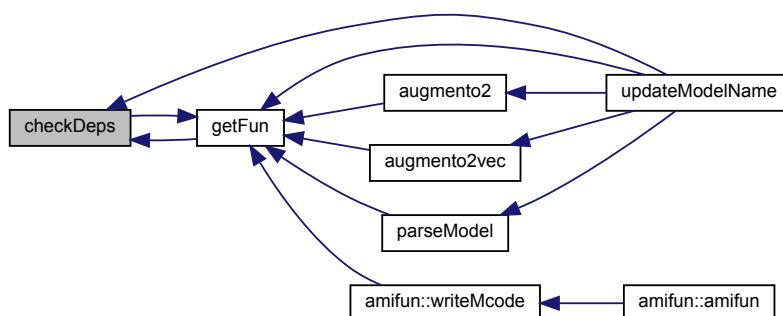 checkDeps
getFun
augmento2
augmento2vec
parseModel
amifun::writeMcode
updateModelName
amifun::amifun